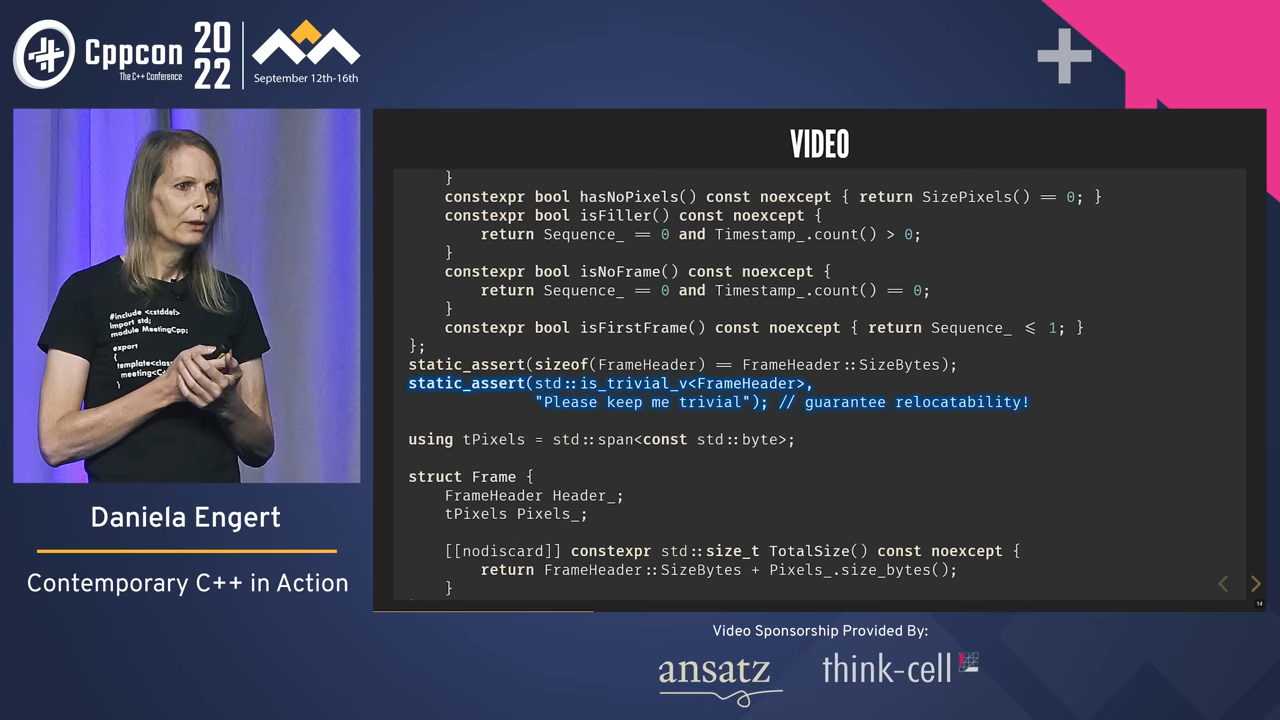 Cppcon
The C++ Conference
20
22
September 12th-16th
VIDEO
}
constexpr bool hasNoPixels() const noexcept { return SizePixels() == 0; }
constexpr bool isFiller() const noexcept {
return Sequence_ == 0 and Timestamp_.count() > 0;
}
constexpr bool isNoFrame() const noexcept {
return Sequence_ == 0 and Timestamp_.count() == 0;
}
constexpr bool isFirstFrame() const noexcept { return Sequence_ <= 1; }
};
static_assert(sizeof(FrameHeader) == FrameHeader::SizeBytes);
static_assert(std::is_trivial_v<FrameHeader>,
"Please keep me trivial"); // guarantee relocatability!
using tPixels = std::span<const std::byte>;
struct Frame {
FrameHeader Header_;
tPixels Pixels_;
[[nodiscard]] constexpr std::size_t TotalSize() const noexcept {
return FrameHeader::SizeBytes + Pixels_.size_bytes();
}
14
#include <cstddef>
import std;
module MeetingCpp;
export
{
template<class
meeting<C
}
Daniela Engert
Contemporary C++ in Action
Video Sponsorship Provided By:
ansatz
think-cell